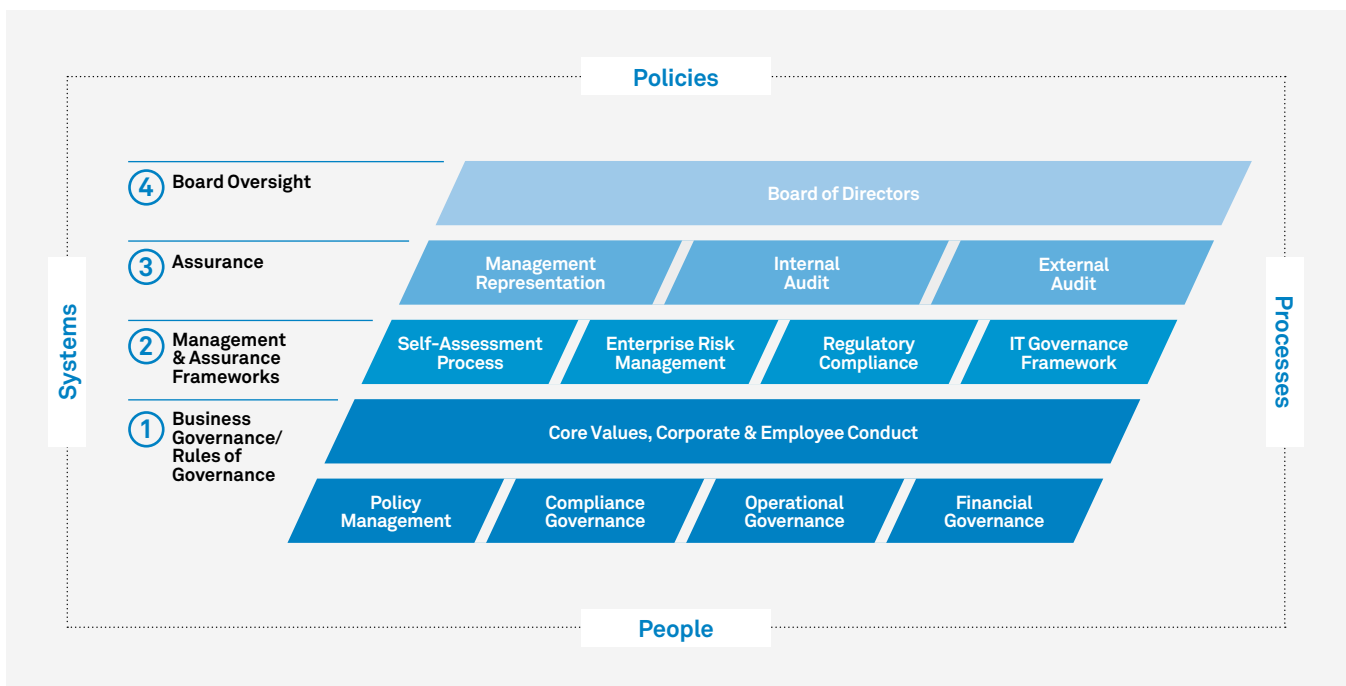 Policies
4
Board Oversight
Board of Directors
3
Assurance
Management
Representation
Internal
Audit
External
Audit
2
Management
& Assurance
Frameworks
Self-Assessment
Process
Enterprise Risk
Management
Regulatory
Compliance
IT Governance
Framework
1
Business
Governance/
Rules of
Governance
Core Values, Corporate & Employee Conduct
Policy
Management
Compliance
Governance
Operational
Governance
Financial
Governance
Systems
Processes
People